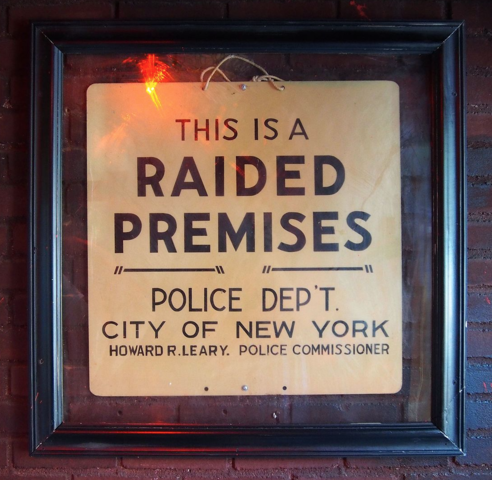 THIS IS A
RAIDED
PREMISES
POLICE DEP'T.
CITY OF NEW YORK
HOWARD R. LEARY. POLICE COMMISSIONER